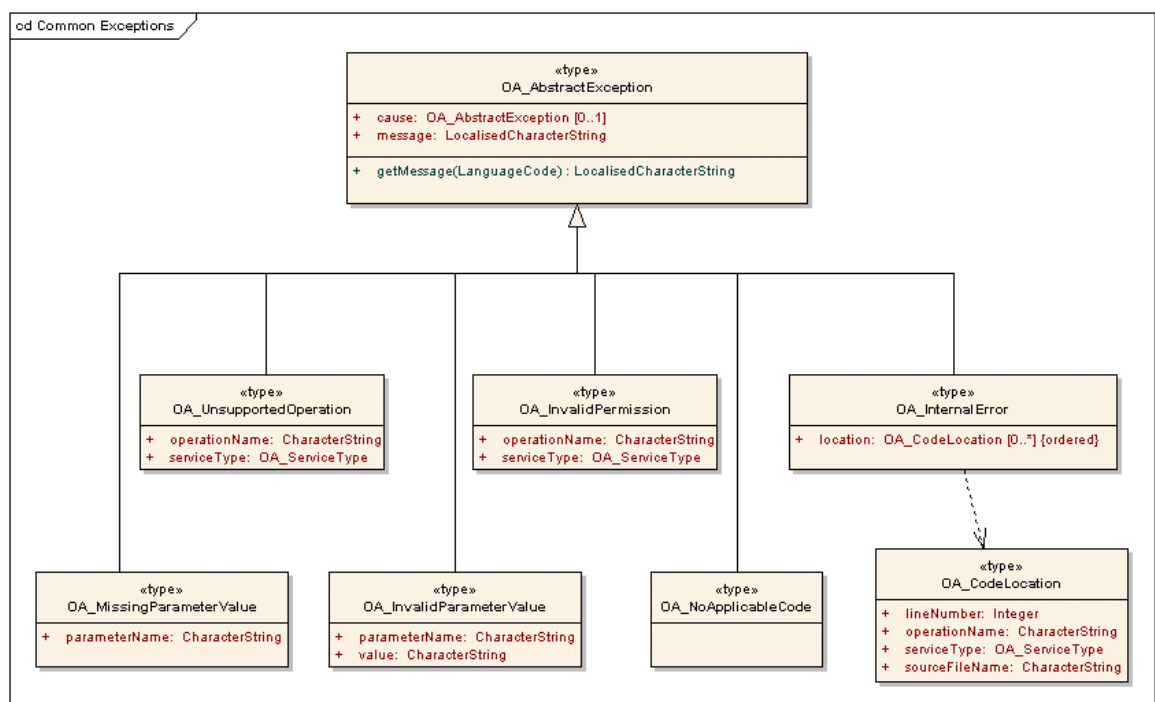 cd Common Exceptions
«type»
OA_AbstractException
+ cause: OA_AbstractException [0..1]
+ message: LocalisedCharacterString
+ getMessage(LanguageCode) : LocalisedCharacterString
«type»
OA_UnsupportedOperation
+ operationName: CharacterString
+ serviceType: OA_ServiceType
«type»
OA_InvalidPermission
+ operationName: CharacterString
+ serviceType: OA_ServiceType
«type»
OA_InternalError
+ location: OA_CodeLocation [0..*] {ordered}
«type»
OA_MissingParameterValue
+ parameterName: CharacterString
«type»
OA_InvalidParameterValue
+ parameterName: CharacterString
+ value: CharacterString
«type»
OA_NoApplicableCode
«type»
OA_CodeLocation
+ lineNumber: Integer
+ operationName: CharacterString
+ serviceType: OA_ServiceType
+ sourceFileName: CharacterString